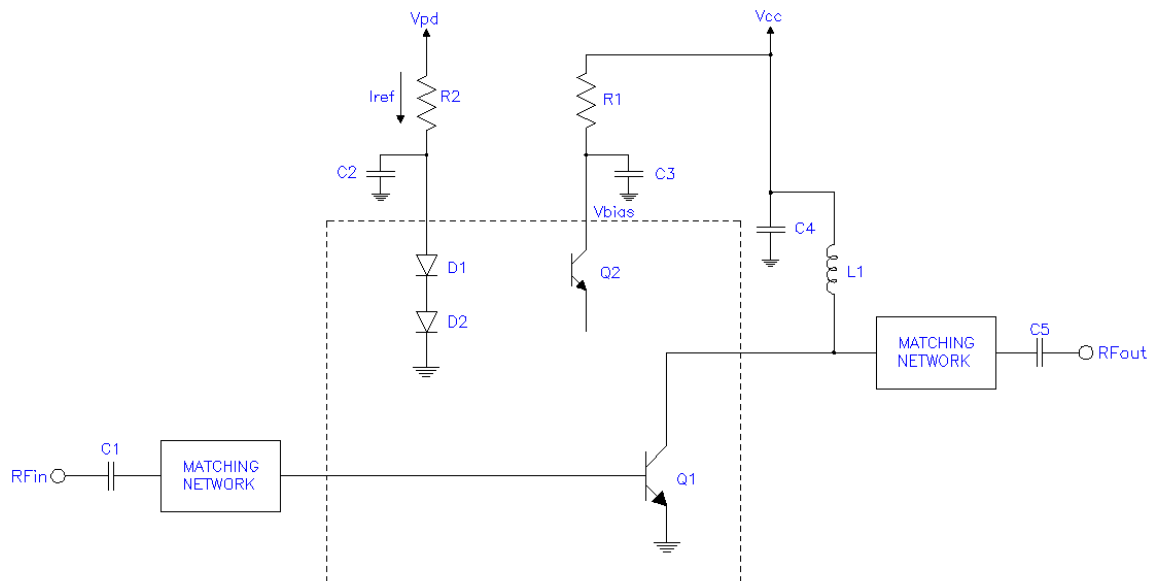 Vpd
Vcc
Iref
R2
R1
C2
C3
Vbias
C4
D1
Q2
L1
D2
C5
MATCHING
NETWORK
RFout
C1
RFin
MATCHING
NETWORK
Q1